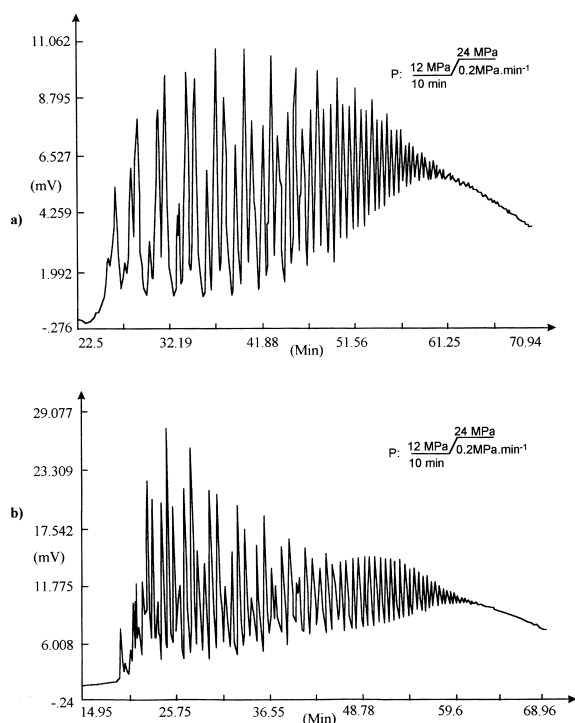 11.062
24 MPa
P: 12 MPa 0.2MPa.min-1
10 min
8.795
6.527
(mV)
a)
4.259
1.992
-.276
22.5 32.19 41.88 51.56 61.25 70.94
(Min)
29.077
24 MPa
P: 12 MPa 0.2MPa.min-1
10 min
23.309
b)
17.542
(mV)
11.775
6.008
-.24
14.95 25.75 36.55 48.78 59.6 68.96
(Min)